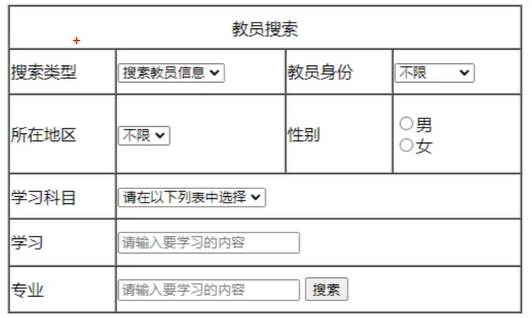 教员搜索
搜索类型 搜索教员信息 教员身份 不限
所在地区 不限 性别 男
女
学习科目 请在以下列表中选择
学习 请输入要学习的内容
专业 请输入要学习的内容 搜索